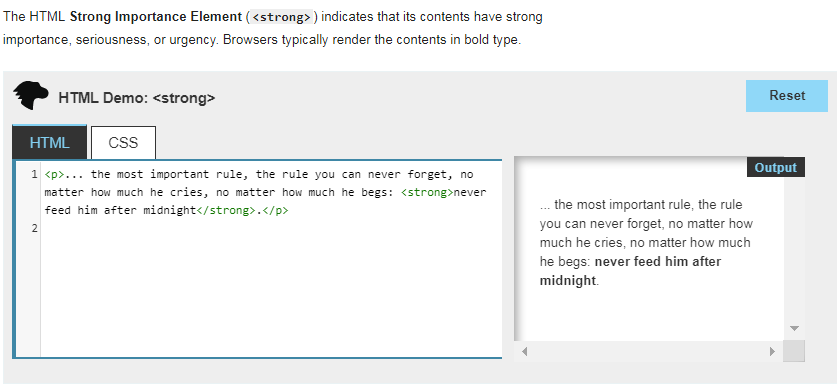 The HTML Strong Importance Element (<strong>) indicates that its contents have strong
importance, seriousness, or urgency. Browsers typically render the contents in bold type.
HTML Demo: <strong>
Reset
HTML
CSS
1 <p>... the most important rule, the rule you can never forget, no
matter how much he cries, no matter how much he begs: <strong>never
feed him after midnight</strong>.</p>
2
Output
... the most important rule, the rule
you can never forget, no matter how
much he cries, no matter how much
he begs: never feed him after
midnight.